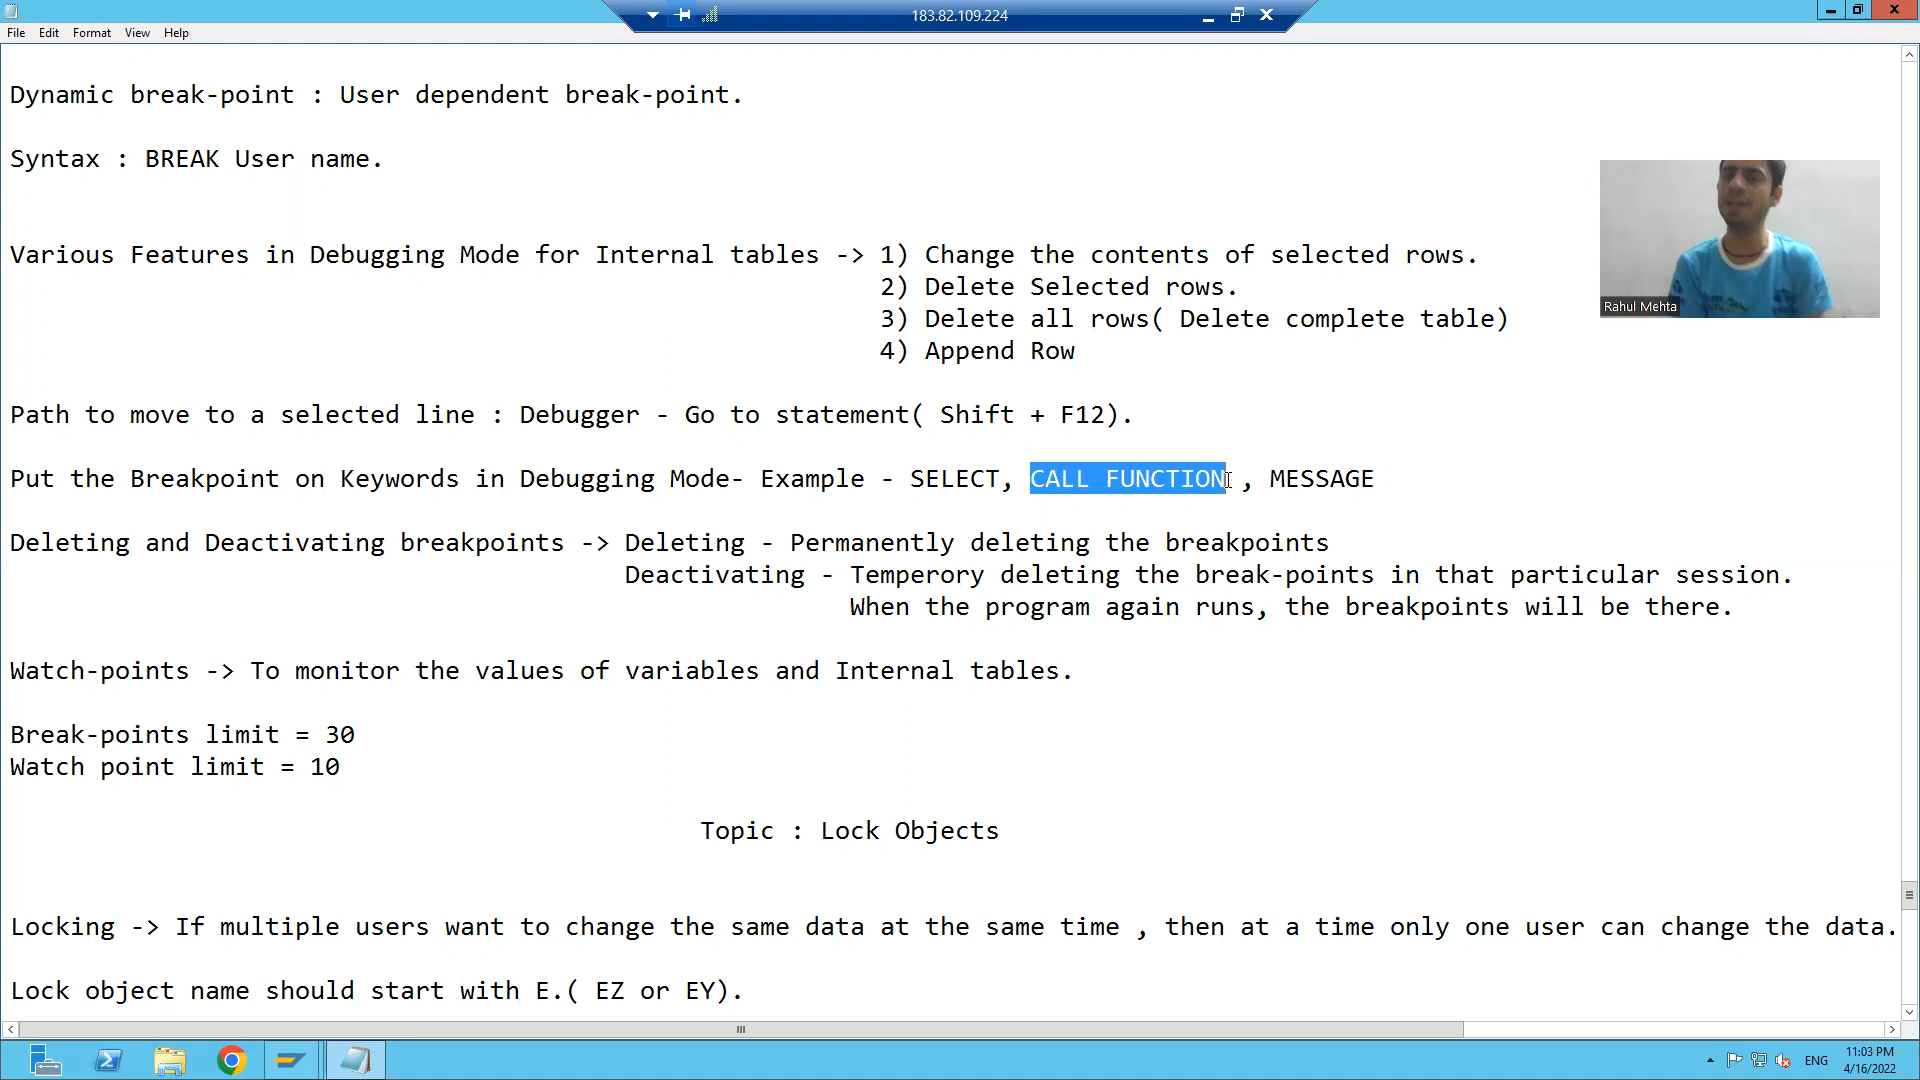 183.82.109.224
File Edit Format View Help
Dynamic break-point : User dependent break-point.
Syntax : BREAK User name.
Various Features in Debugging Mode for Internal tables -> 1) Change the contents of selected rows.
2) Delete Selected rows.
3) Delete all rows( Delete complete table)
4) Append Row
Rahul Mehta
Path to move to a selected line : Debugger - Go to statement( Shift + F12).
Put the Breakpoint on Keywords in Debugging Mode- Example - SELECT, CALL FUNCTION , MESSAGE
Deleting and Deactivating breakpoints -> Deleting - Permanently deleting the breakpoints
Deactivating - Temperory deleting the break-points in that particular session.
When the program again runs, the breakpoints will be there.
Watch-points -> To monitor the values of variables and Internal tables.
Break-points limit = 30
Watch point limit = 10
Topic : Lock Objects
Locking -> If multiple users want to change the same data at the same time , then at a time only one user can change the data.
Lock object name should start with E.( EZ or EY).
ENG
11:03 PM
4/16/2022